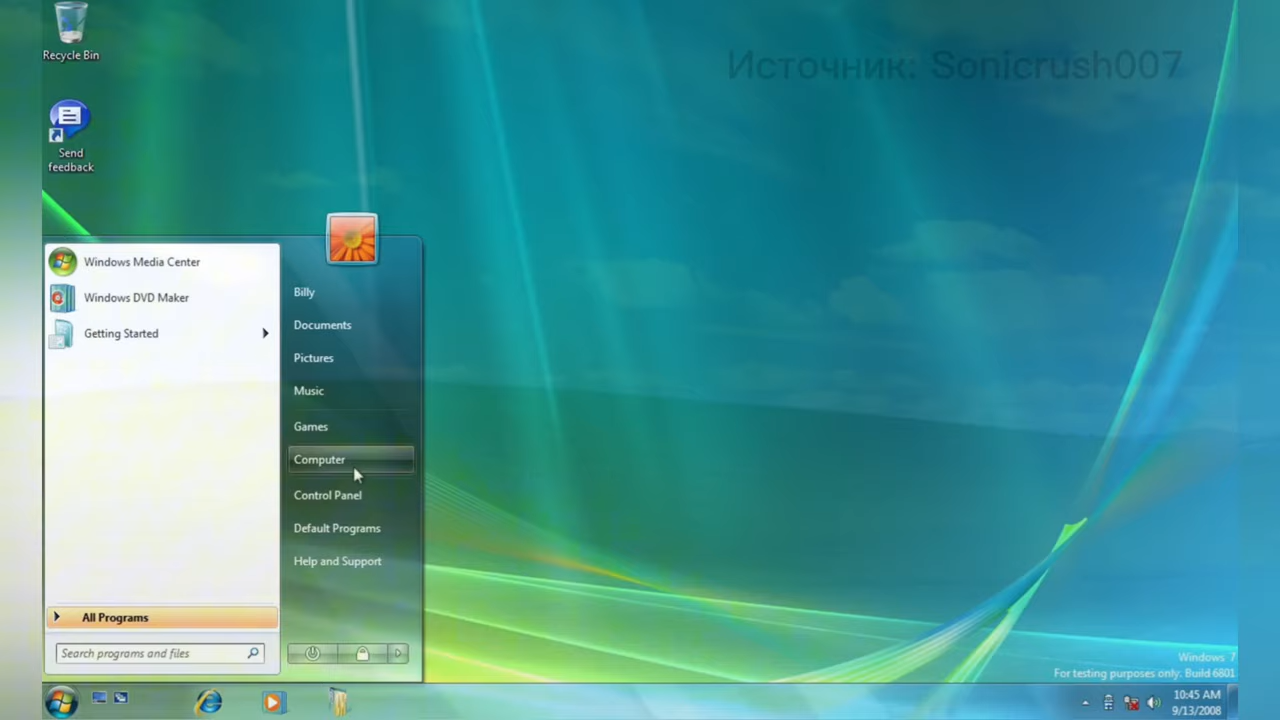 Recycle Bin
Источник: Sonicrush007
Send
feedback
Windows Media Center
Windows DVD Maker
Getting Started
Billy
Documents
Pictures
Music
Games
Computer
Control Panel
Default Programs
Help and Support
All Programs
Search programs and files
Windows 7
For testing purposes only. Build 6801
10:45 AM
9/13/2008